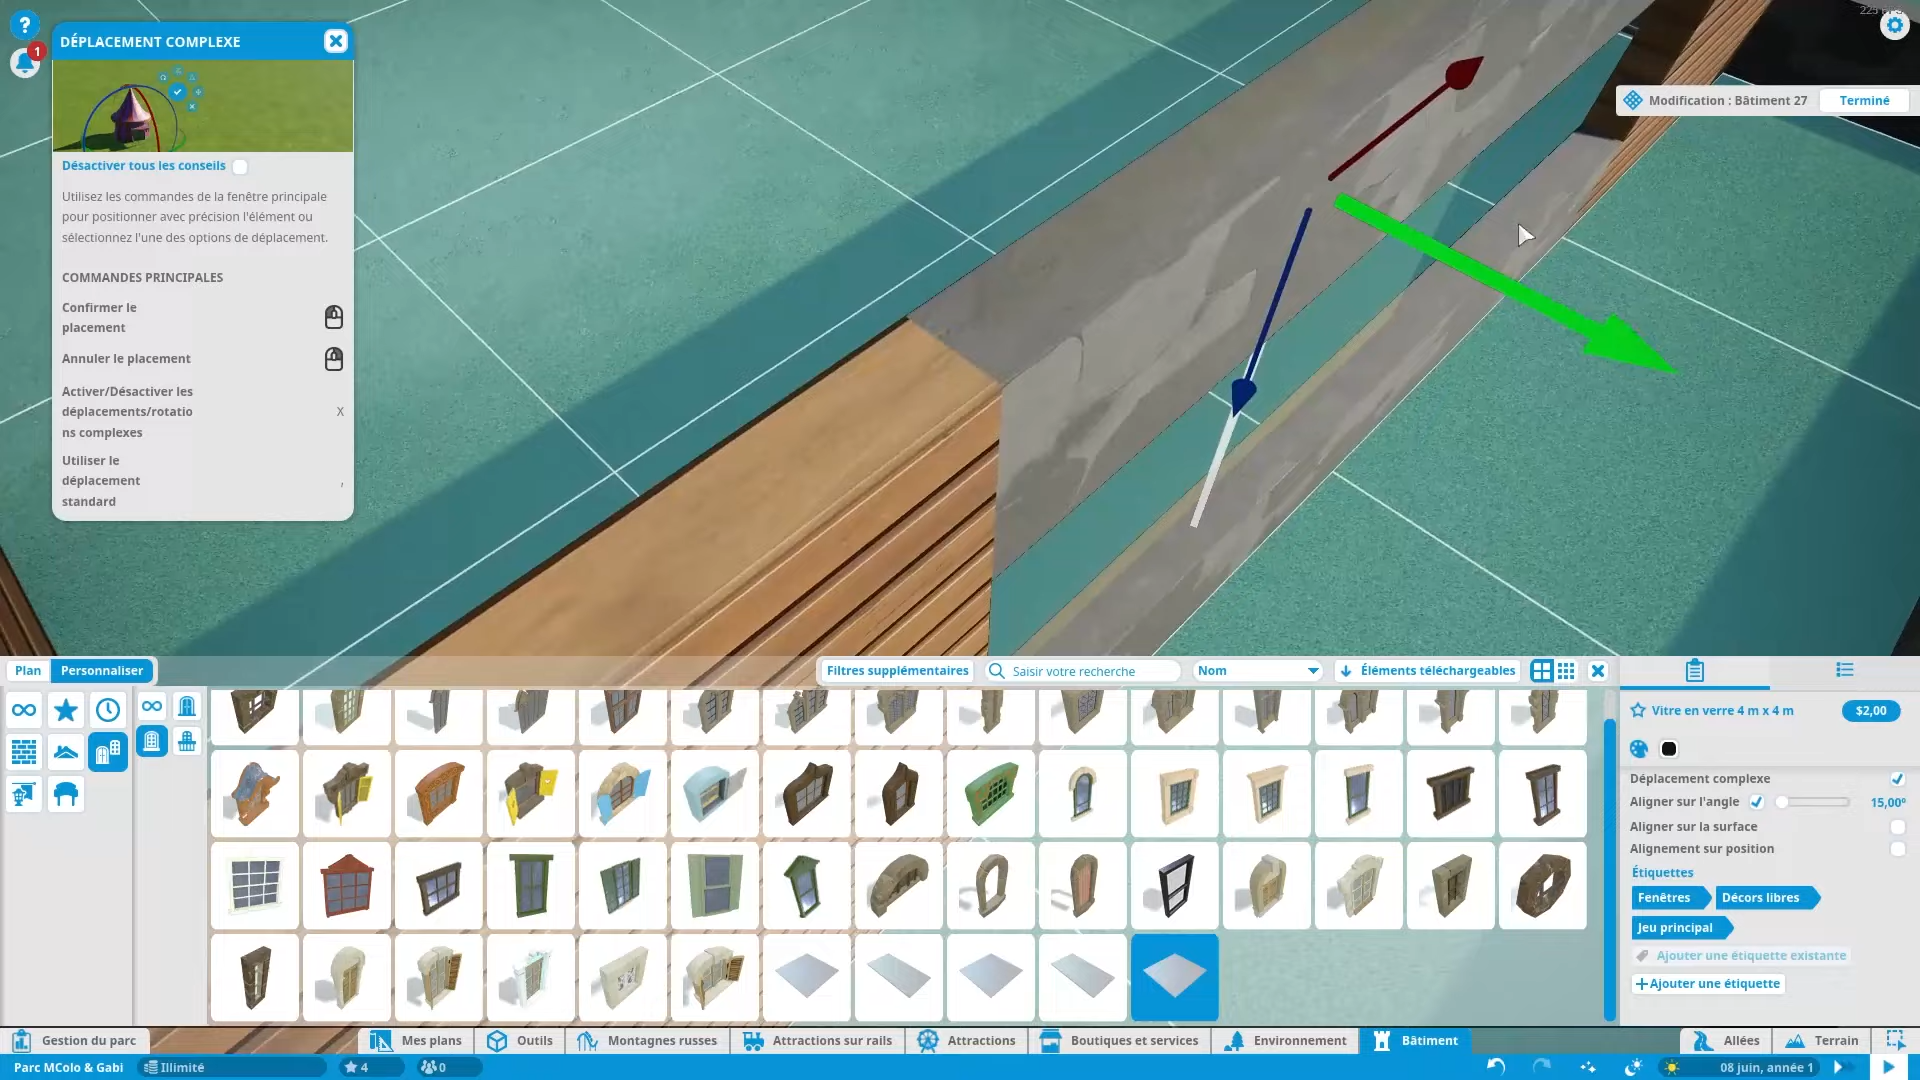 ?
DÉPLACEMENT COMPLEXE
1
Désactiver tous les conseils
Utilisez les commandes de la fenêtre principale
pour positionner avec précision l'élément ou
sélectionnez l'une des options de déplacement.
COMMANDES PRINCIPALES
Confirmer le
placement
Annuler le placement
Activer/Désactiver les
déplacements/rotatio
ns complexes
X
Utiliser le
déplacement
standard
,
Modification : Bâtiment 27
Terminé
Plan
Personnaliser
Filtres supplémentaires
Saisir votre recherche
Nom
Éléments téléchargeables
Vitre en verre 4 m x 4 m
$2,00
Déplacement complexe
Aligner sur l'angle
15,00º
Aligner sur la surface
Alignement sur position
Étiquettes
Fenêtres
Décors libres
Jeu principal
Ajouter une étiquette existante
+Ajouter une étiquette
Gestion du parc
Mes plans
Outils
Montagnes russes
Attractions sur rails
Attractions
Boutiques et services
Environnement
Bâtiment
Allées
Terrain
Parc MColo & Gabi
Illimité
4
0
08 juin, année 1